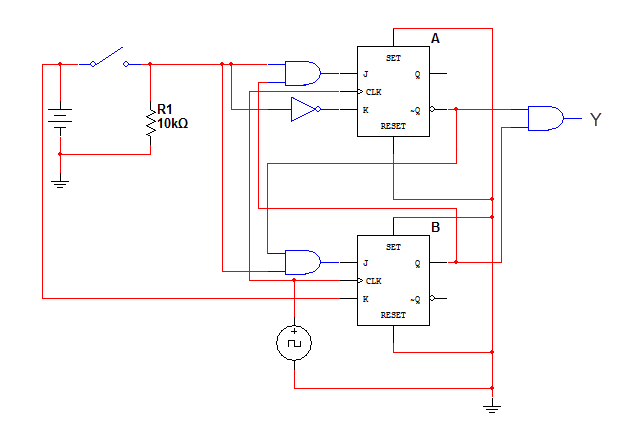 A
SET
J
Q
CLK
K
~Q
RESET
R1
10kΩ
Y
B
SET
J
Q
CLK
K
~Q
RESET
+